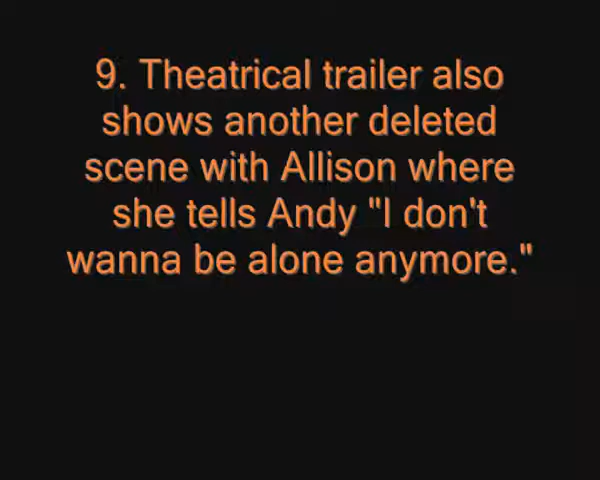 9. Theatrical trailer also
shows another deleted
scene with Allison where
she tells Andy "I don't
wanna be alone anymore."